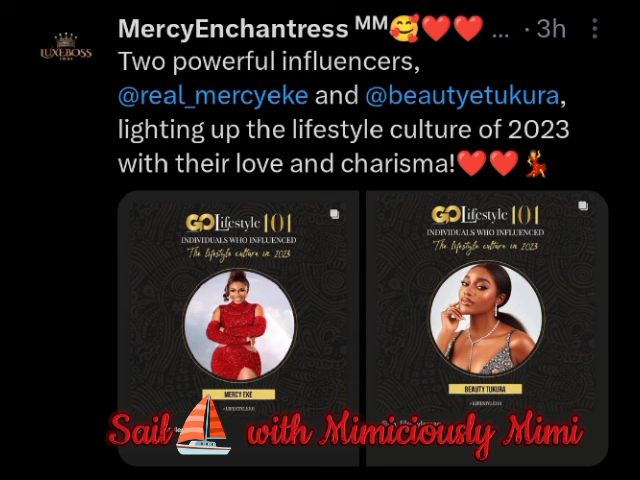 LUXEBOSS
MercyEnchantress ᴹᴹ🥰❤️❤️ ... · 3h
Two powerful influencers,
@real_mercyeke and @beautyetukura,
lighting up the lifestyle culture of 2023
with their love and charisma!❤️❤️💃
GOLifestyle 101
INDIVIDUALS WHO INFLUENCED
The lifestyle culture in 2023
MERCY EKE
GOLifestyle 101
INDIVIDUALS WHO INFLUENCED
The lifestyle culture in 2023
BEAUTY TUKURA
Sail⛵ with Mimiciously Mimi